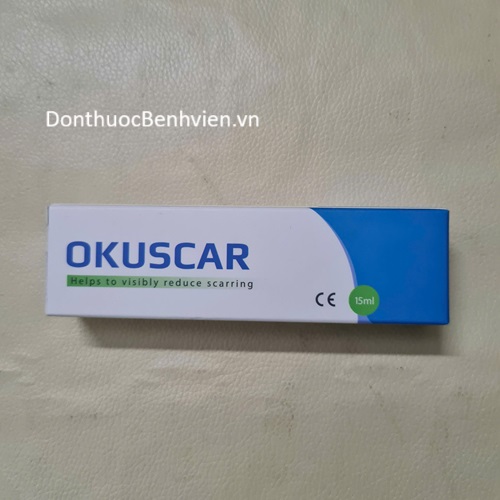 DonthuocBenhvien.vn
OKUSCAR
Helps to visibly reduce scarring
CE 15ml